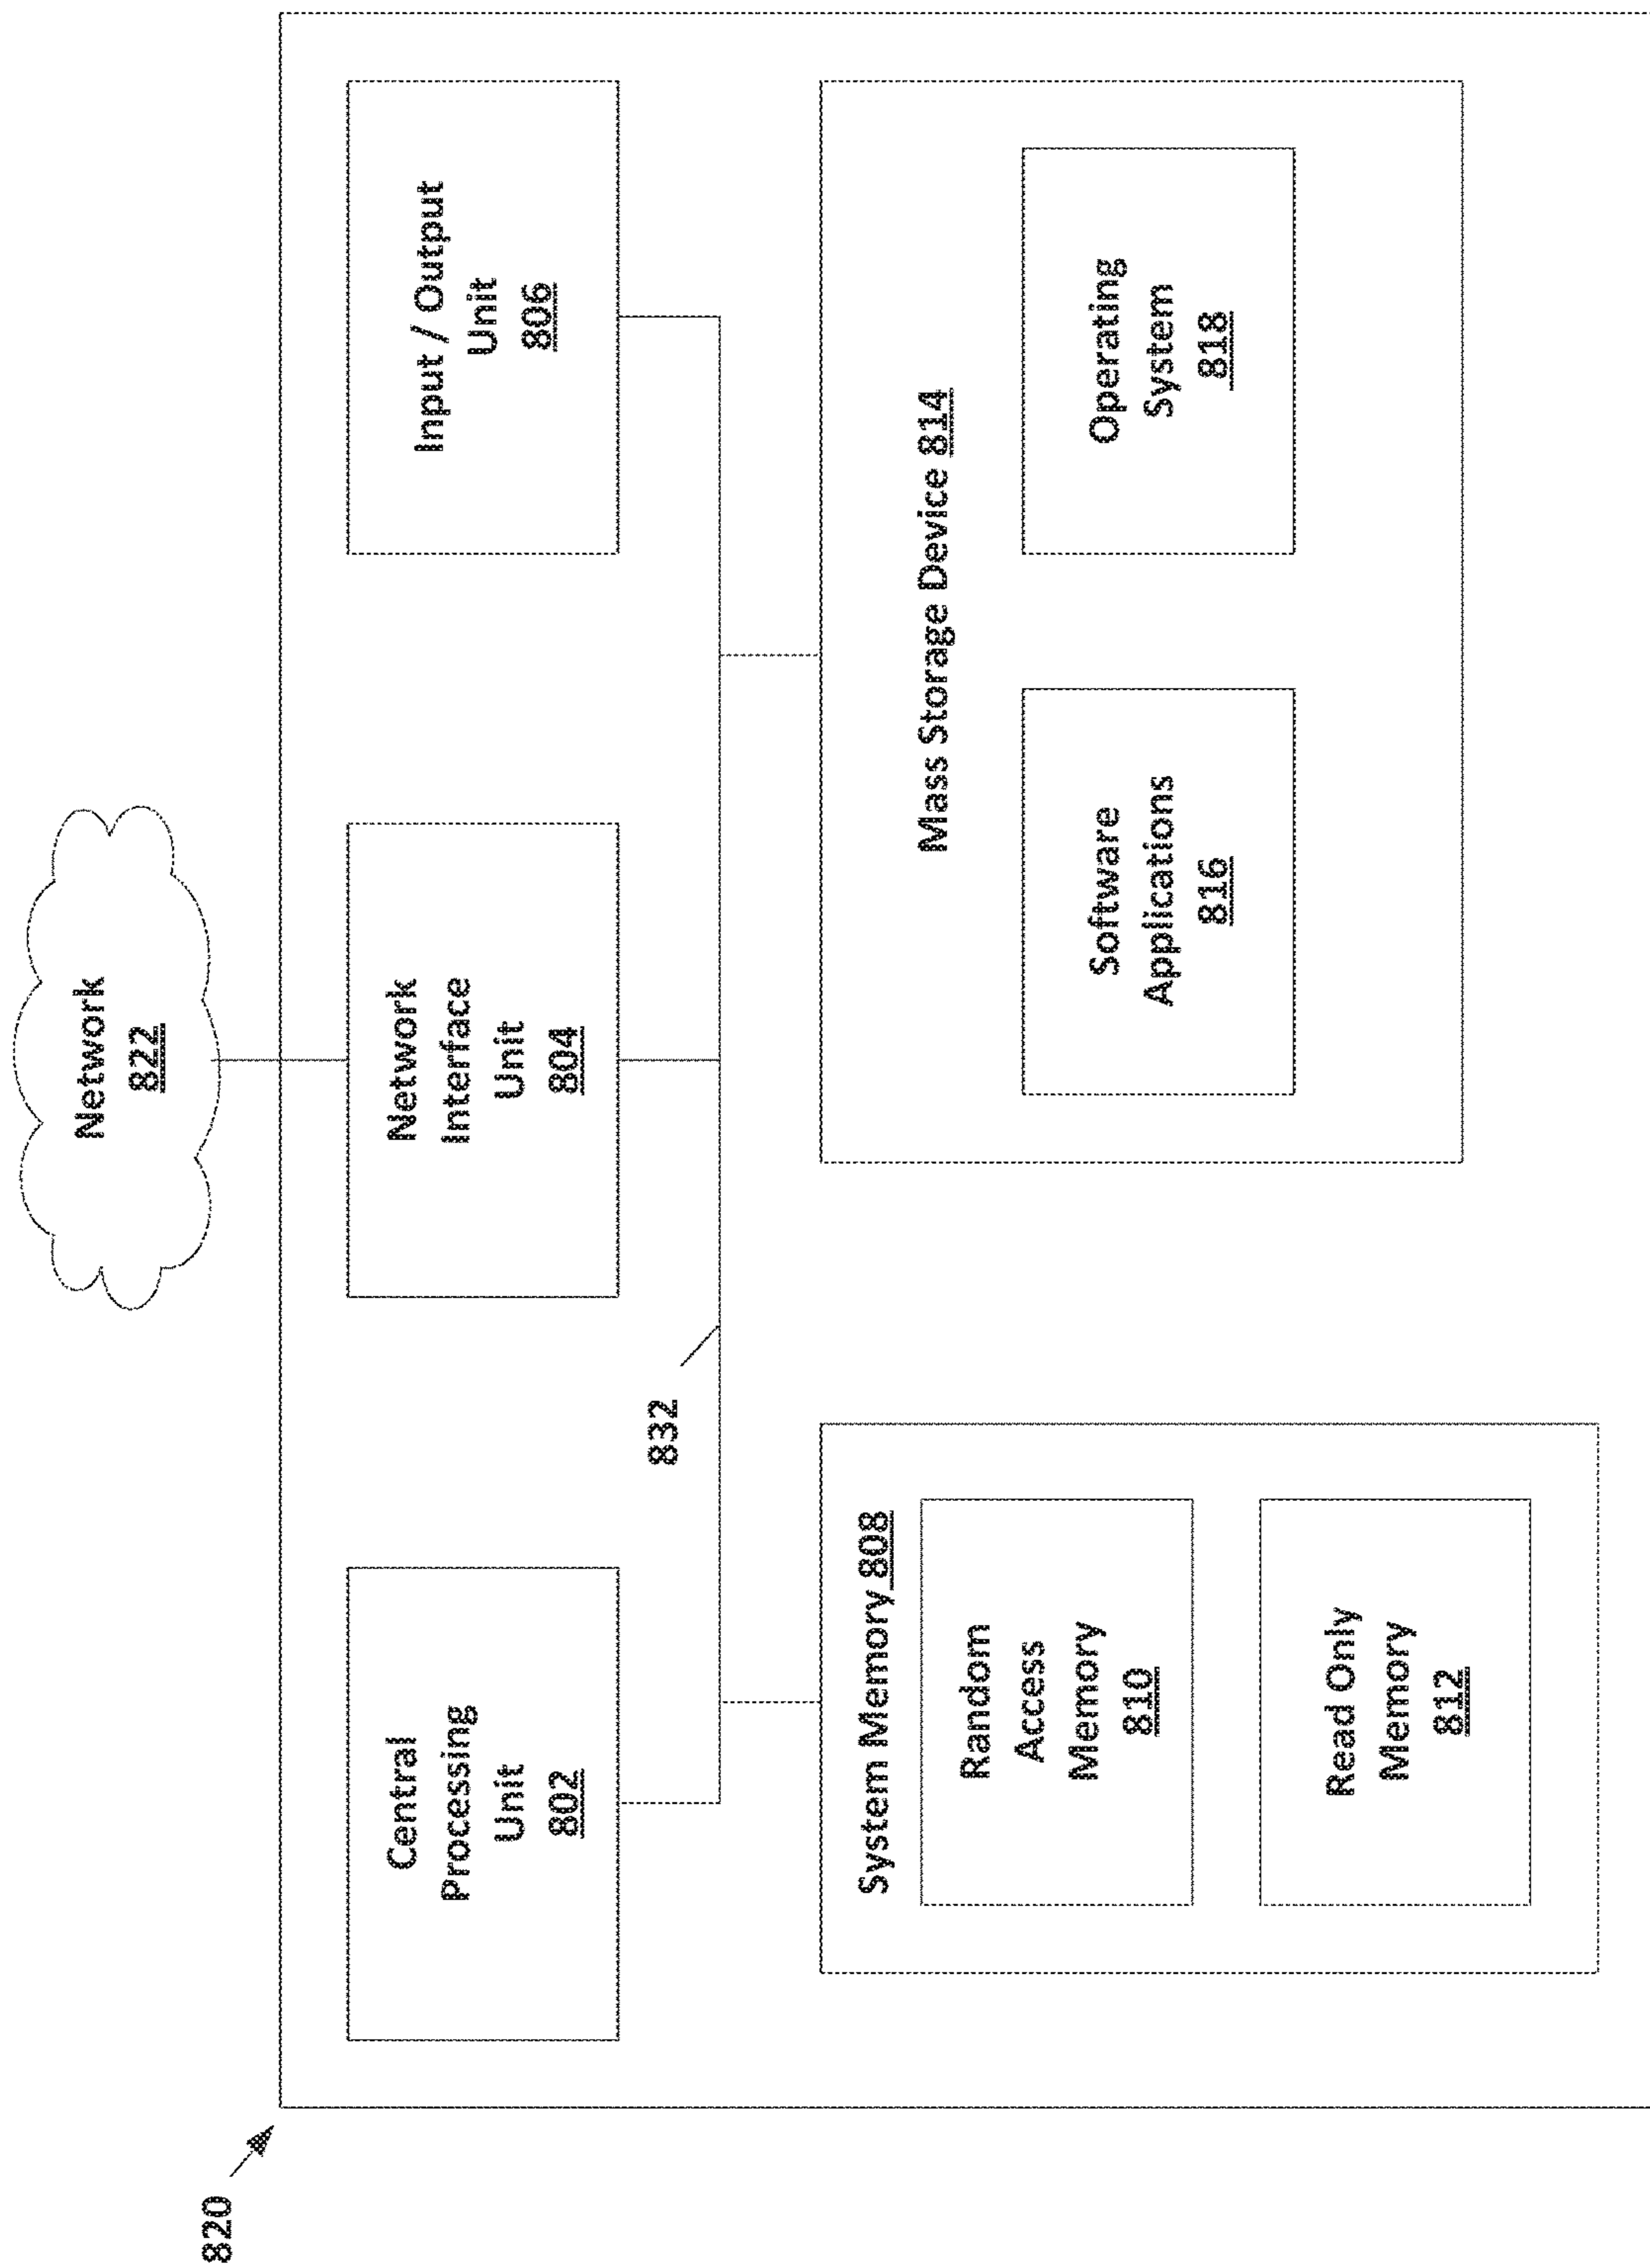 820
Network
822
Central
Processing
Unit
802
Network
Interface
Unit
804
Input / Output
Unit
806
832
System Memory 808
Random
Access
Memory
810
Read Only
Memory
812
Mass Storage Device 814
Software
Applications
816
Operating
System
818